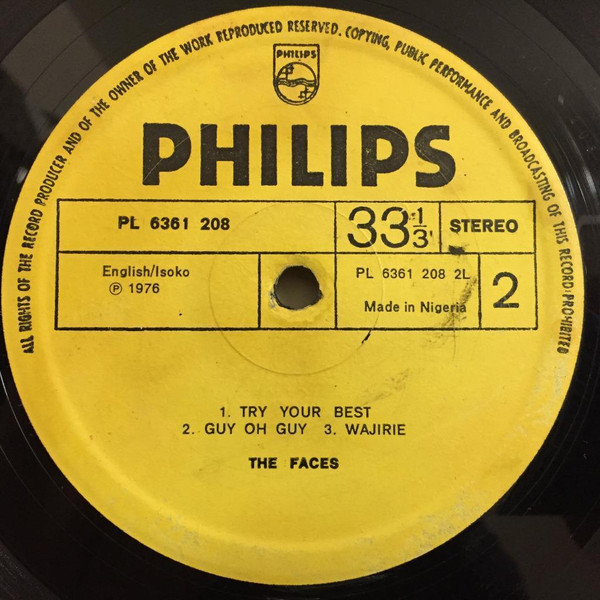 ALL RIGHTS OF THE RECORD PRODUCER AND OF THE OWNER OF THE WORK REPRODUCED RESERVED. COPYING, PUBLIC PERFORMANCE AND BROADCASTING OF THIS RECORD PROHIBITED
PHILIPS
PHILIPS
PL 6361 208
33 1/3
STEREO
English/Isoko
℗ 1976
PL 6361 208 2L
Made in Nigeria
2
1. TRY YOUR BEST
2. GUY OH GUY 3. WAJIRIE
THE FACES